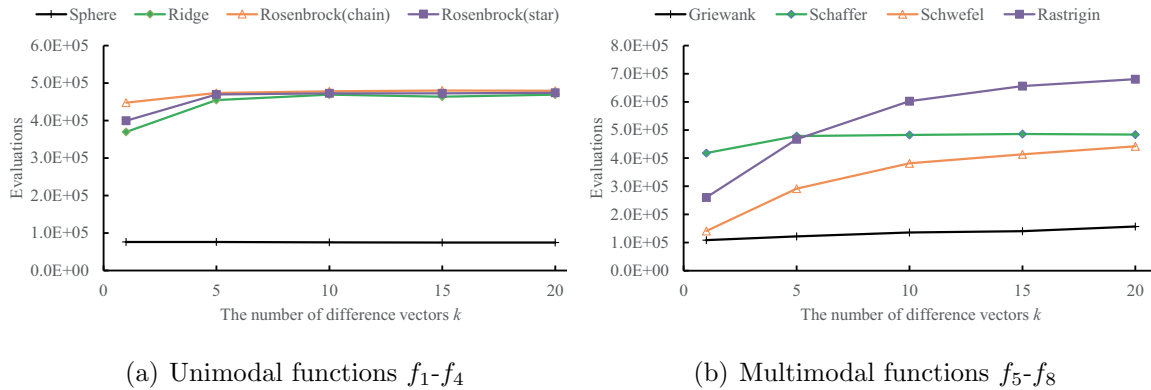 Sphere Ridge Rosenbrock(chain) Rosenbrock(star)
6.0E+05
5.0E+05
4.0E+05
3.0E+05
2.0E+05
1.0E+05
0.0E+00
Evaluations
0 5 10 15 20
The number of difference vectors k
(a) Unimodal functions f1-f4
Griewank Schaffer Schwefel Rastrigin
8.0E+05
7.0E+05
6.0E+05
5.0E+05
4.0E+05
3.0E+05
2.0E+05
1.0E+05
0.0E+00
Evaluations
0 5 10 15 20
The number of difference vectors k
(b) Multimodal functions f5-f8